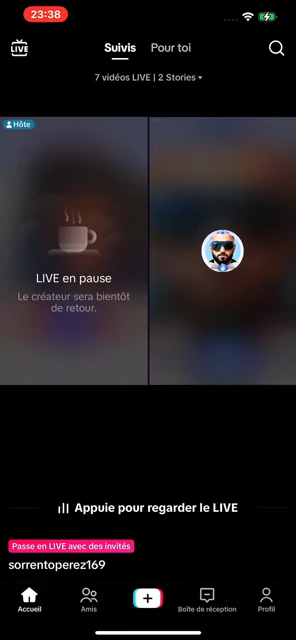 23:38
LIVE
Suivis
Pour toi
7 vidéos LIVE | 2 Stories
Hôte
LIVE en pause
Le créateur sera bientôt
de retour.
Appuie pour regarder le LIVE
Passe en LIVE avec des invités
sorrentoperez169
Accueil
Amis
Boîte de réception
Profil